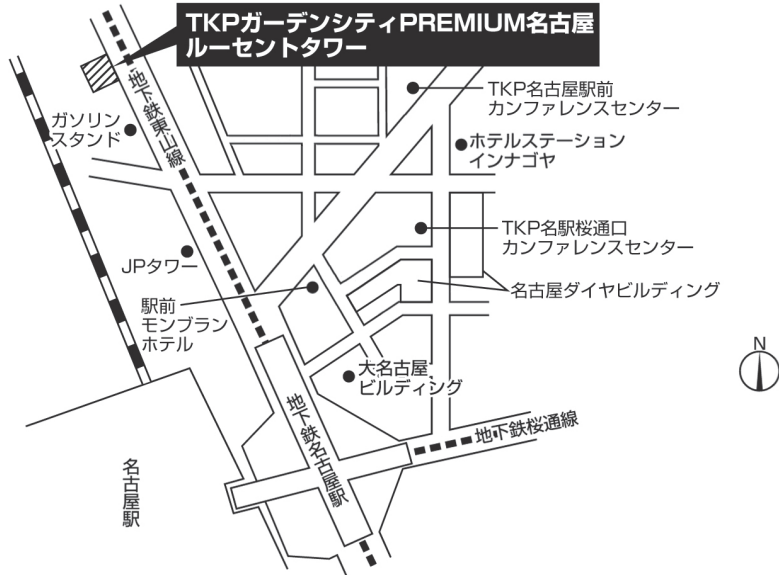 TKPガーデンシティPREMIUM名古屋
ルーセントタワー
地下鉄東山線
ガソリン
スタンド
TKP名古屋駅前
カンファレンスセンター
ホテルステーション
インナゴヤ
TKP名駅桜通口
カンファレンスセンター
JPタワー
名古屋ダイヤビルディング
駅前
モンブラン
ホテル
大名古屋
ビルディング
地下鉄名古屋駅
地下鉄桜通線
名古屋駅
N